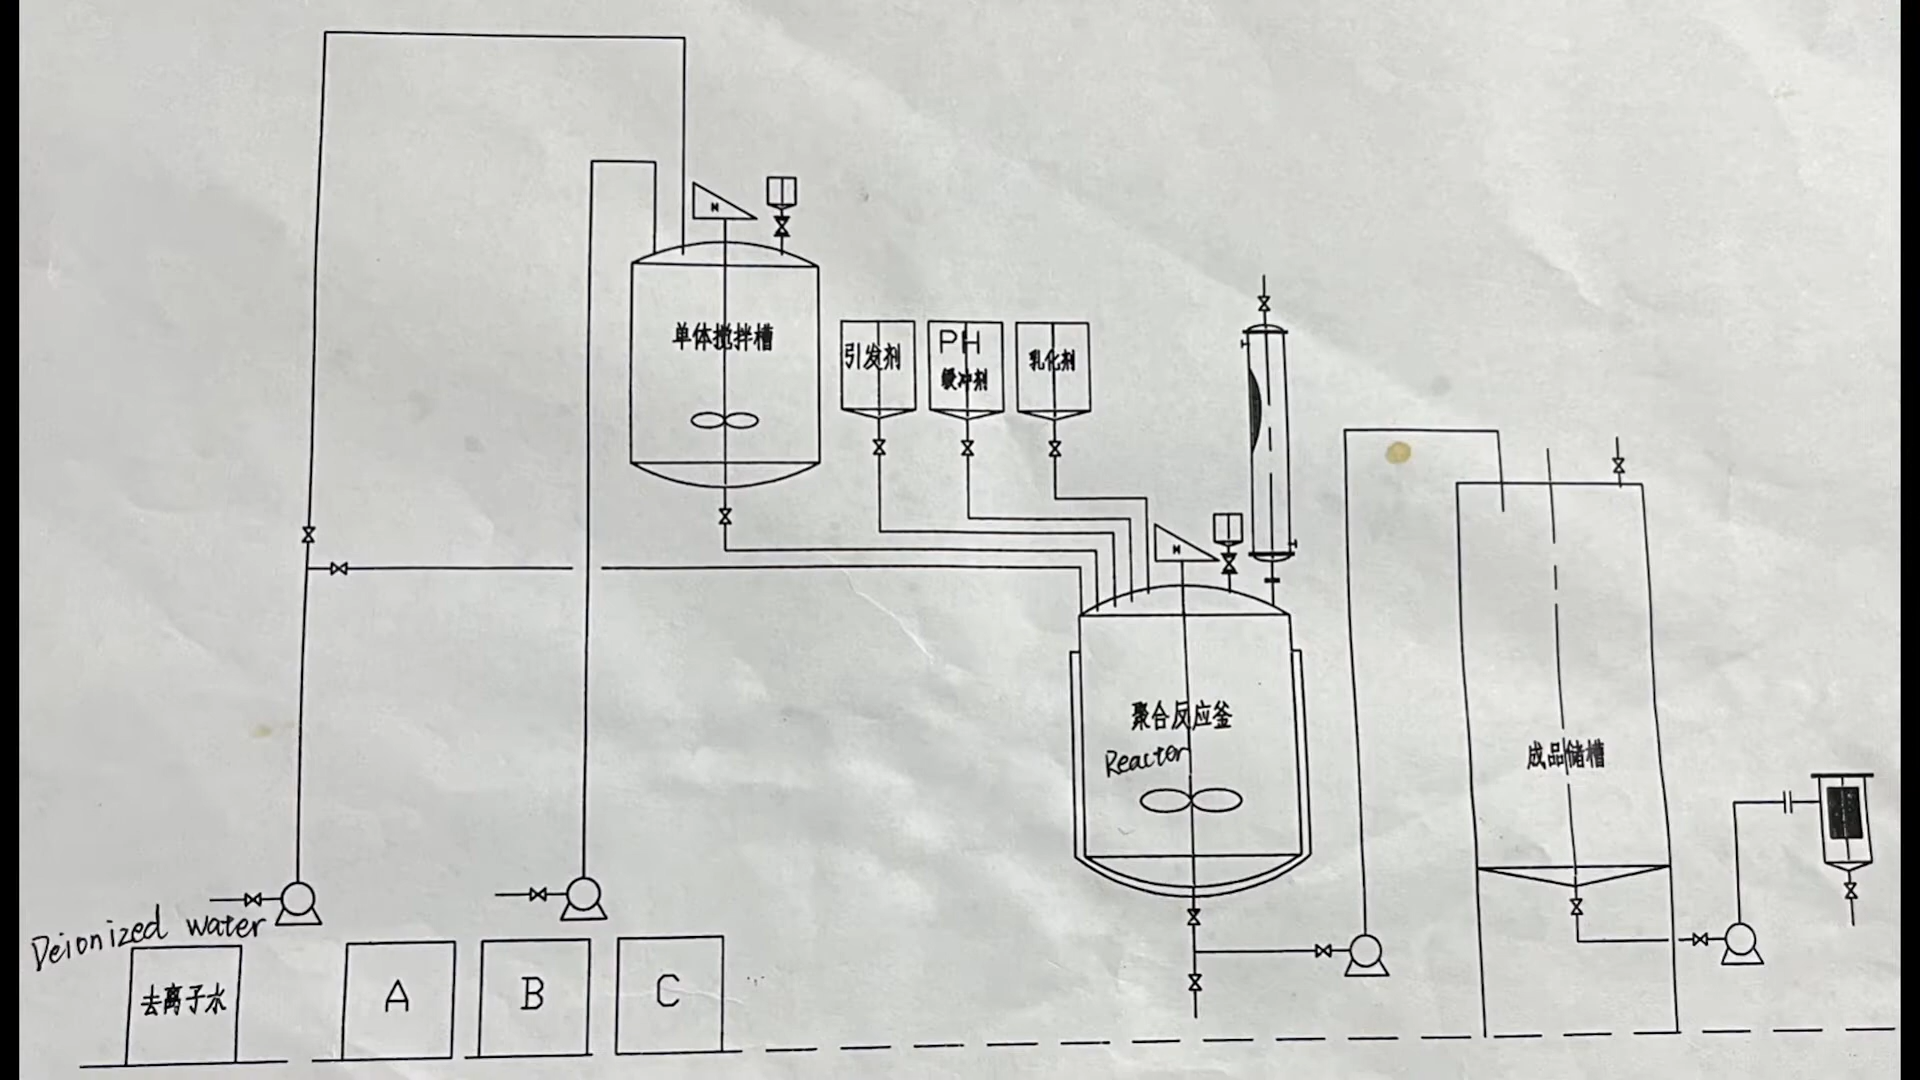 M
单体搅拌槽
引发剂
PH
缓冲剂
乳化剂
M
聚合反应釜
Reactor
成品储槽
Deionized water
去离子水
A
B
C